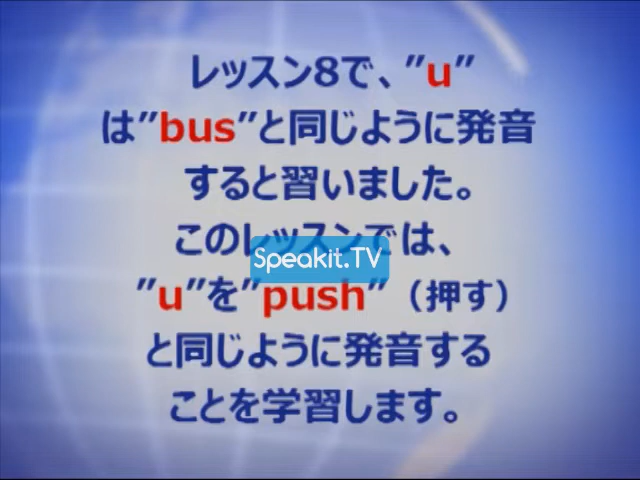 レッスン8で、”u”
は”bus”と同じように発音
すると習いました。
このレッスンでは、
Speakit.TV
”u”を”push”（押す）
と同じように発音する
ことを学習します。